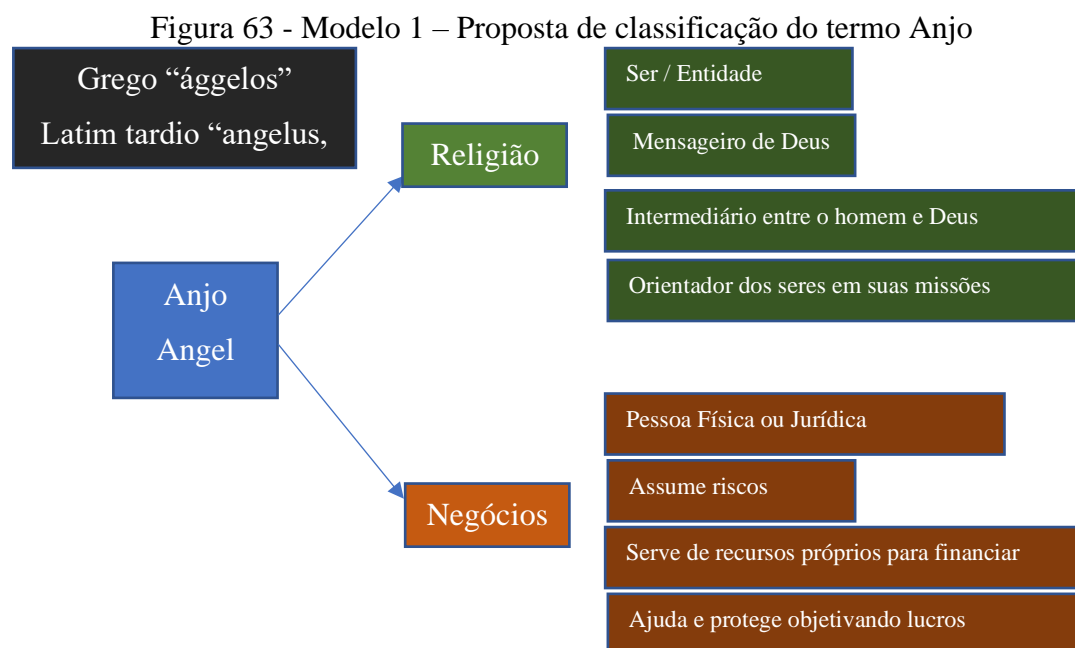 Figura 63 - Modelo 1 – Proposta de classificação do termo Anjo
Grego “ággelos”
Latim tardio “angelus,
Religião
Ser / Entidade
Mensageiro de Deus
Intermediário entre o homem e Deus
Orientador dos seres em suas missões
Anjo
Angel
Negócios
Pessoa Física ou Jurídica
Assume riscos
Serve de recursos próprios para financiar
Ajuda e protege objetivando lucros